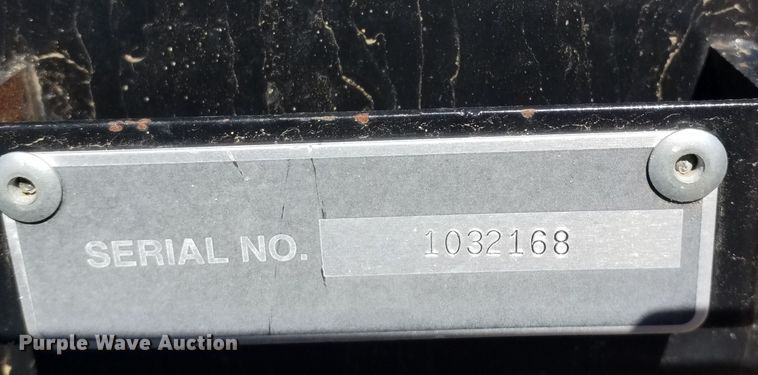 SERIAL NO. 1032168
Purple Wave Auction